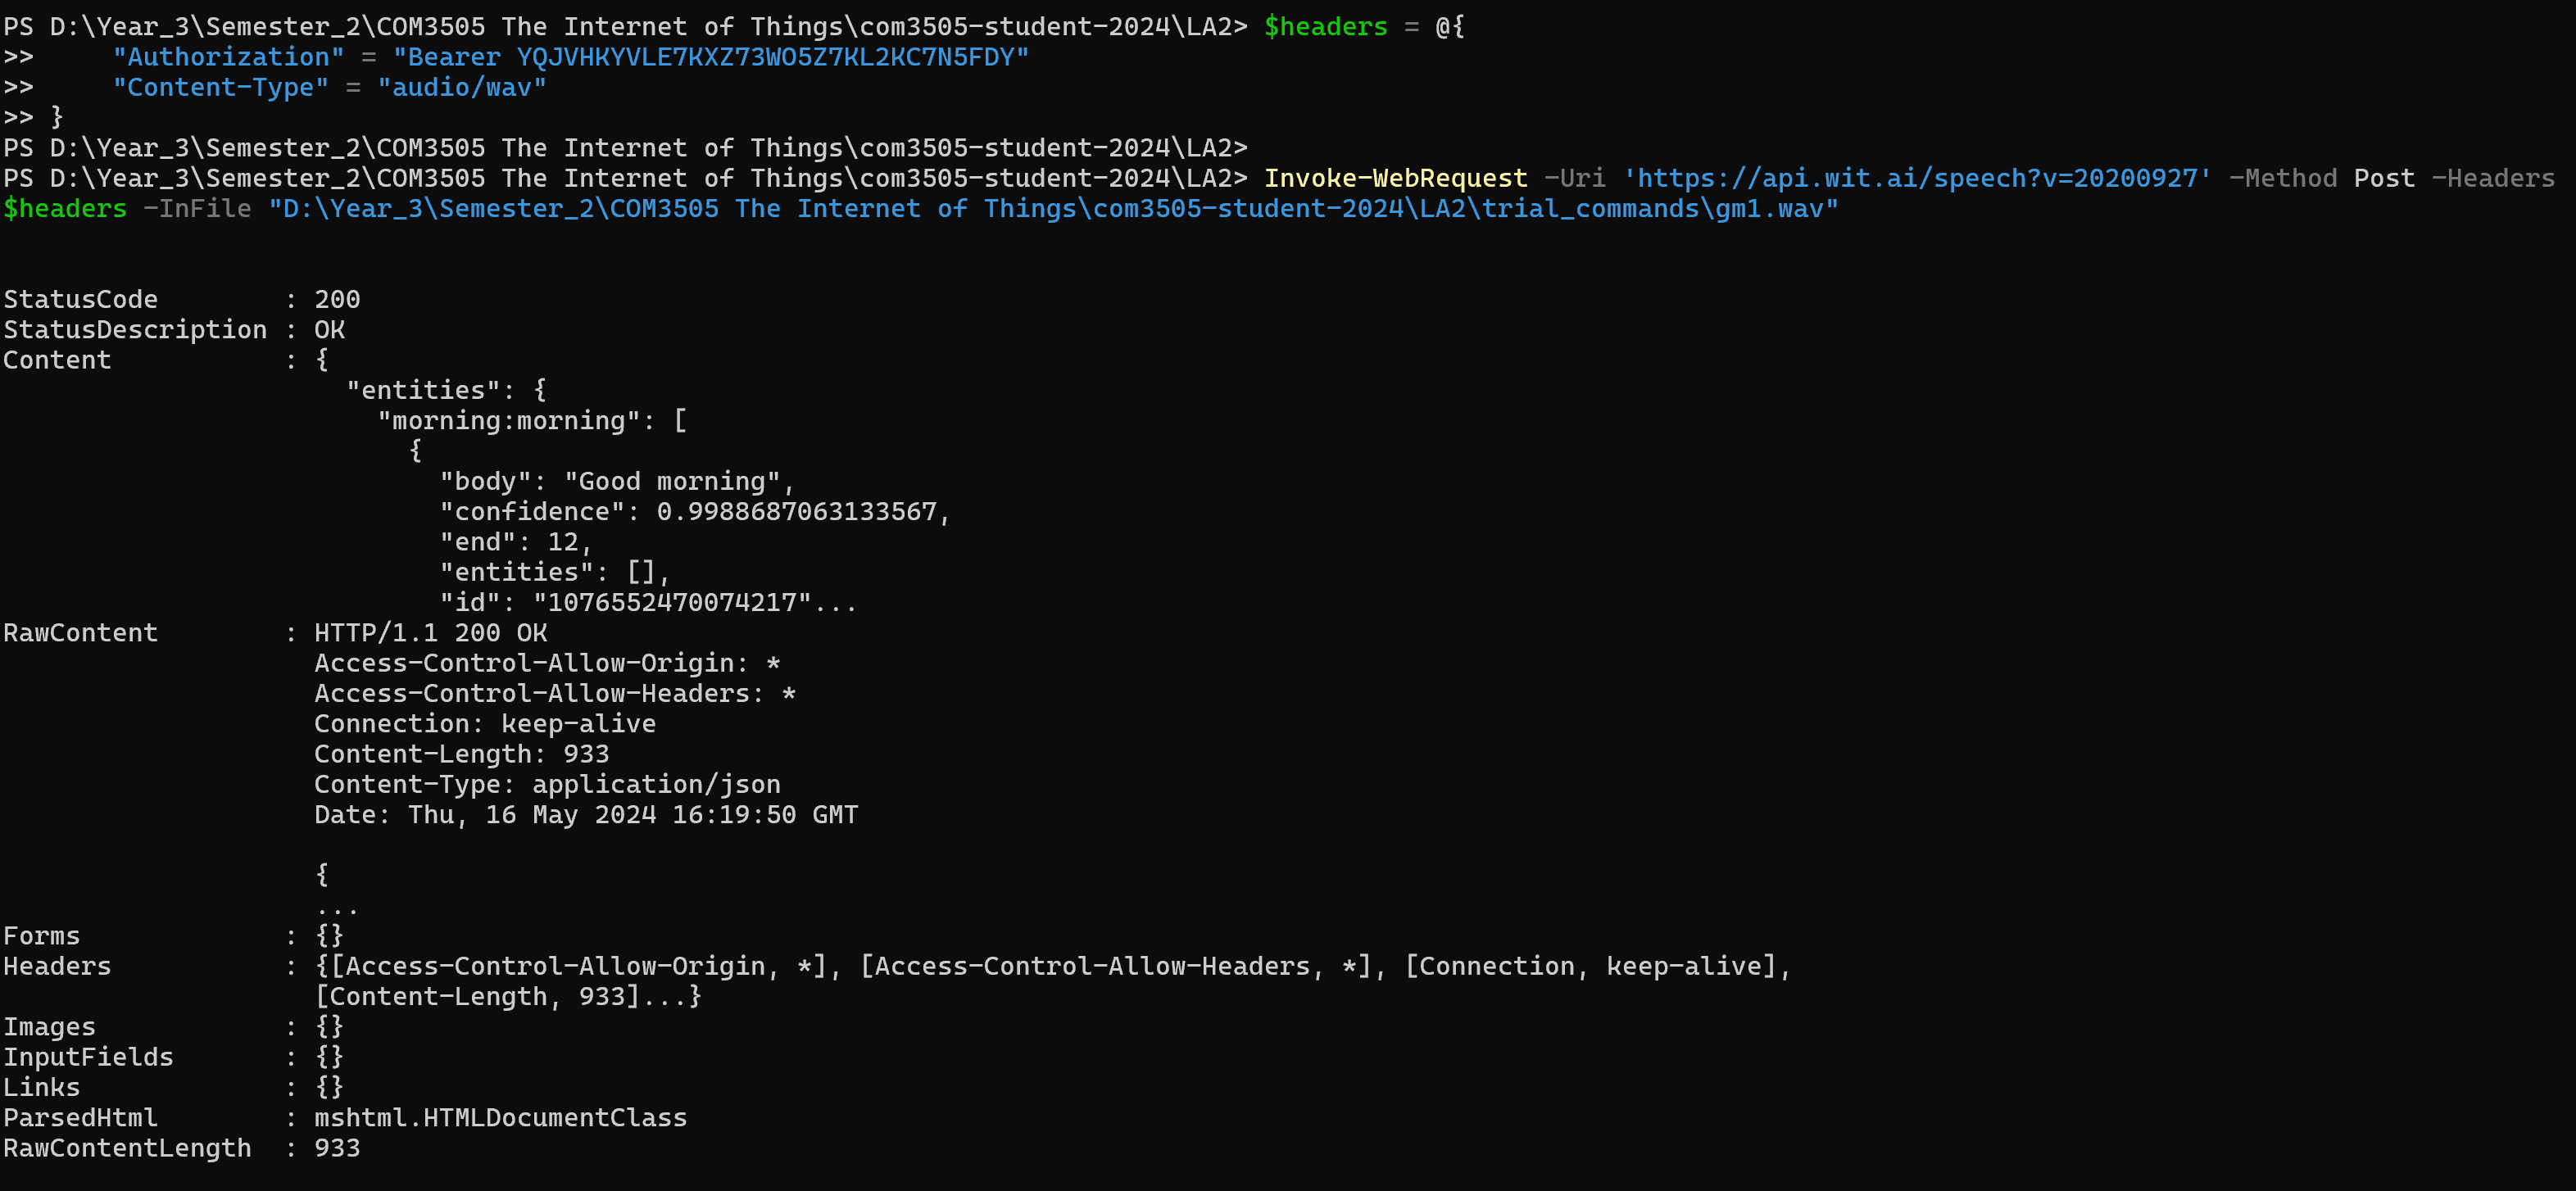 PS D:\Year_3\Semester_2\COM3505 The Internet of Things\com3505-student-2024\LA2> $headers = @{
>>     "Authorization" = "Bearer YQJVHKYVLE7KXZ73WO5Z7KL2KC7N5FDY"
>>     "Content-Type" = "audio/wav"
>> }
PS D:\Year_3\Semester_2\COM3505 The Internet of Things\com3505-student-2024\LA2>
PS D:\Year_3\Semester_2\COM3505 The Internet of Things\com3505-student-2024\LA2> Invoke-WebRequest -Uri 'https://api.wit.ai/speech?v=20200927' -Method Post -Headers
$headers -InFile "D:\Year_3\Semester_2\COM3505 The Internet of Things\com3505-student-2024\LA2\trial_commands\gm1.wav"
StatusCode        : 200
StatusDescription : OK
Content           : {
                      "entities": {
                        "morning:morning": [
                          {
                            "body": "Good morning",
                            "confidence": 0.9988687063133567,
                            "end": 12,
                            "entities": [],
                            "id": "1076552470074217"...
RawContent        : HTTP/1.1 200 OK
                    Access-Control-Allow-Origin: *
                    Access-Control-Allow-Headers: *
                    Connection: keep-alive
                    Content-Length: 933
                    Content-Type: application/json
                    Date: Thu, 16 May 2024 16:19:50 GMT
                    {
                    ...
Forms             : {}
Headers           : {[Access-Control-Allow-Origin, *], [Access-Control-Allow-Headers, *], [Connection, keep-alive],
                    [Content-Length, 933]...}
Images            : {}
InputFields       : {}
Links             : {}
ParsedHtml        : mshtml.HTMLDocumentClass
RawContentLength  : 933